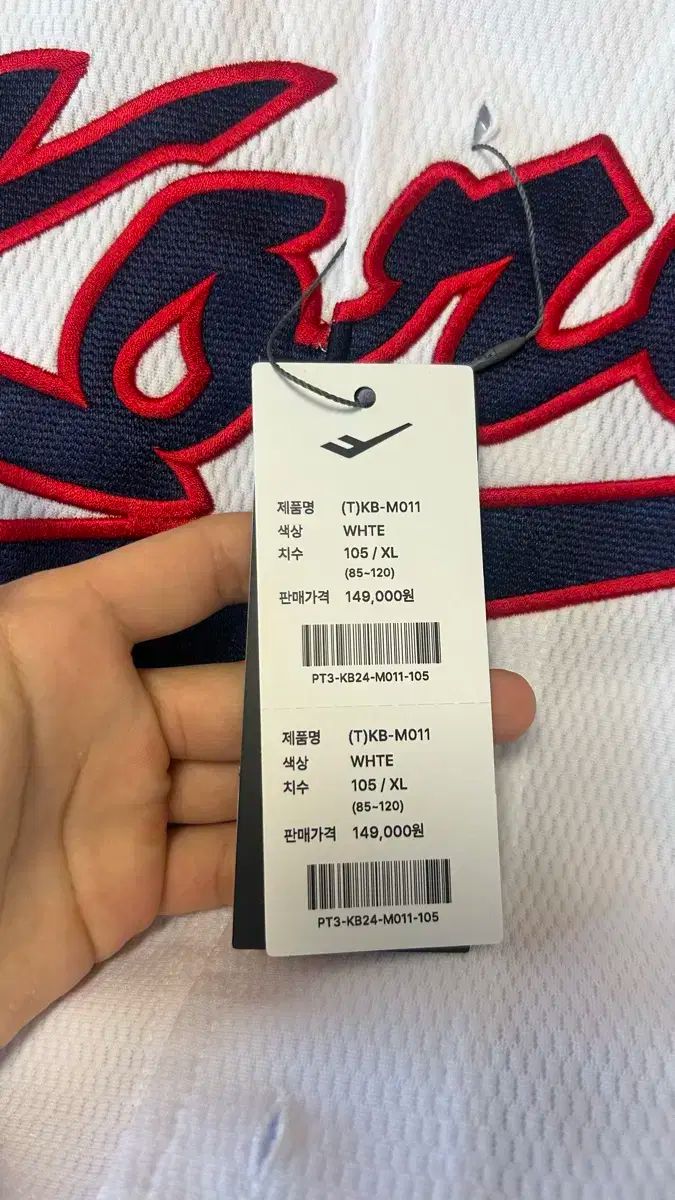 Kore
제품명 (T)KB-M011
색상 WHTE
치수 105 / XL
(85~120)
판매가격 149,000원
PT3-KB24-M011-105
제품명 (T)KB-M011
색상 WHTE
치수 105 / XL
(85~120)
판매가격 149,000원
PT3-KB24-M011-105